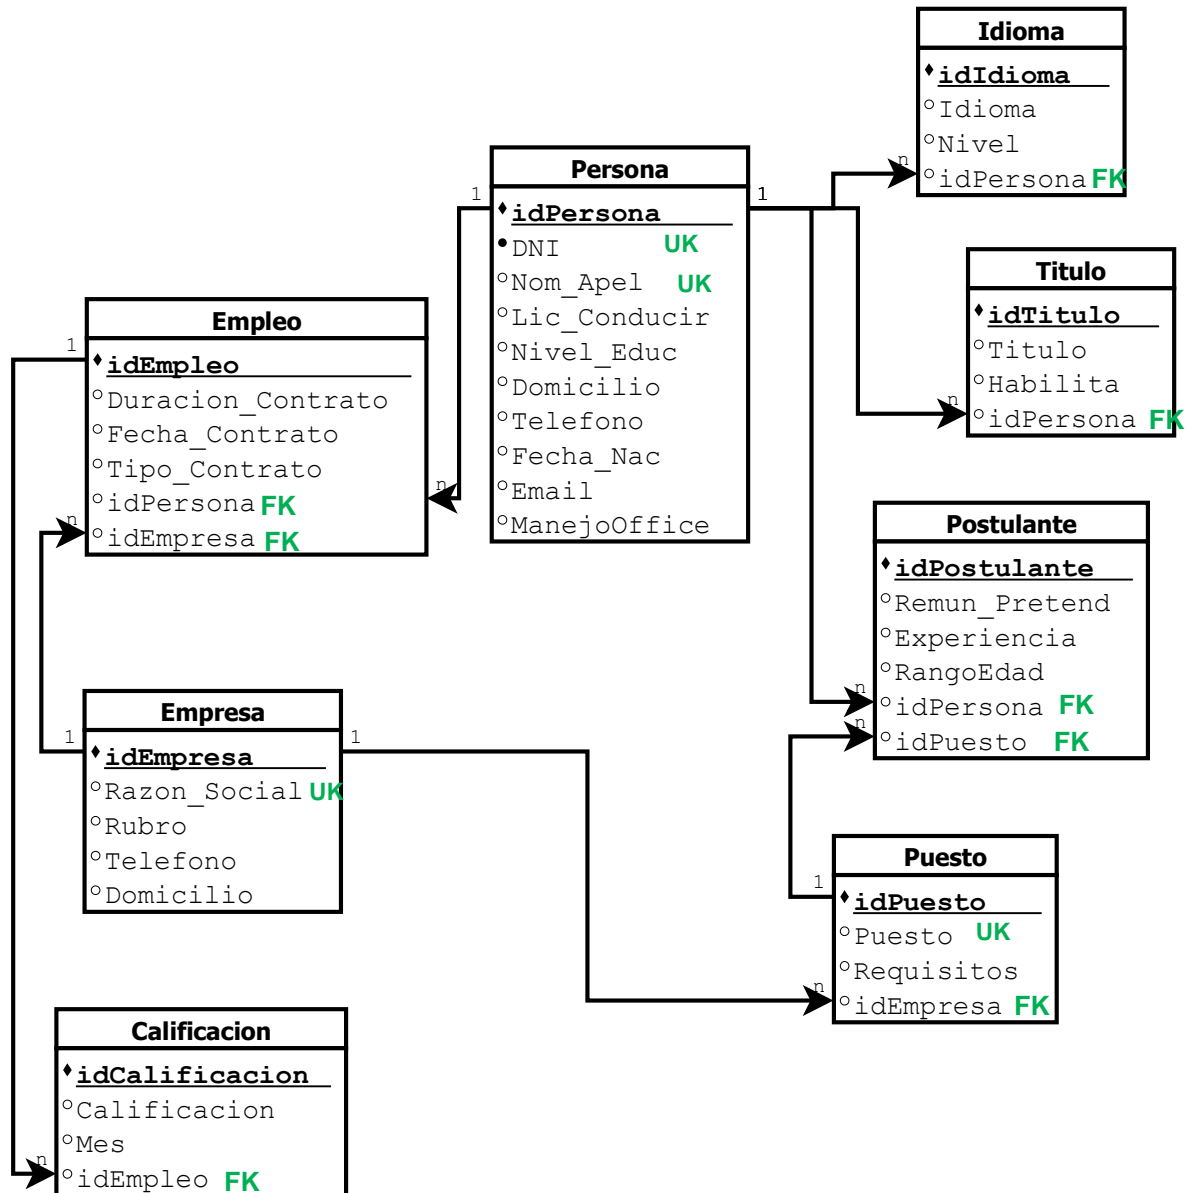 Idioma
idIdioma
Idioma
Nivel
idPersona FK
n
Persona
idPersona
DNI UK
Nom_Apel UK
Lic_Conducir
Nivel_Educ
Domicilio
Telefono
Fecha_Nac
Email
ManejoOffice
1
1
Titulo
idTitulo
Titulo
Habilita
idPersona FK
n
Empleo
idEmpleo
Duracion_Contrato
Fecha_Contrato
Tipo_Contrato
idPersona FK
idEmpresa FK
1
n
n
Postulante
idPostulante
Remun_Pretend
Experiencia
RangoEdad
idPersona FK
idPuesto FK
n
n
Empresa
idEmpresa
Razon_Social UK
Rubro
Telefono
Domicilio
1
1
Puesto
idPuesto
Puesto UK
Requisitos
idEmpresa FK
1
n
Calificacion
idCalificacion
Calificacion
Mes
idEmpleo FK
n